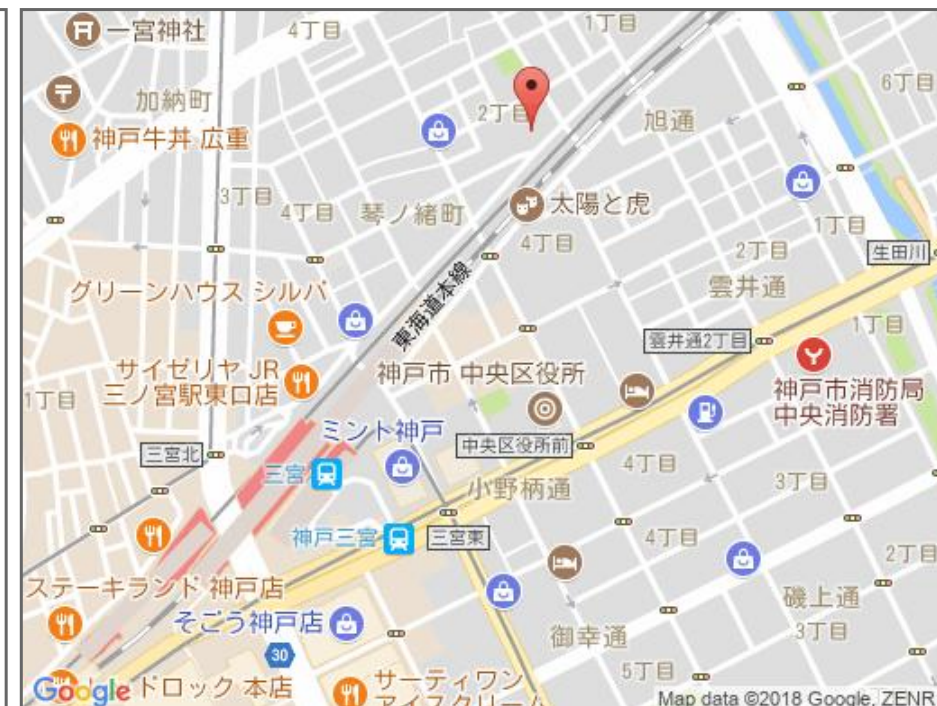 一宮神社
4丁目
1丁目
6丁目
加納町
2丁目
旭通
神戸牛丼 広重
3丁目
4丁目
琴ノ緒町
太陽と虎
4丁目
1丁目
2丁目
生田川
東海道本線
雲井通
グリーンハウス シルバ
雲井通2丁目
1丁目
サイゼリヤ JR
三ノ宮駅東口店
神戸市 中央区役所
神戸市消防局
中央消防署
1丁目
ミント神戸
三宮北
中央区役所前
三宮
4丁目
小野柄通
3丁目
神戸三宮
三宮東
4丁目
2丁目
ステーキランド 神戸店
磯上通
そごう神戸店
御幸通
3丁目
30
5丁目
Google
ドロック 本店
サーティワン
アイスクリーム
Map data ©2018 Google, ZENR